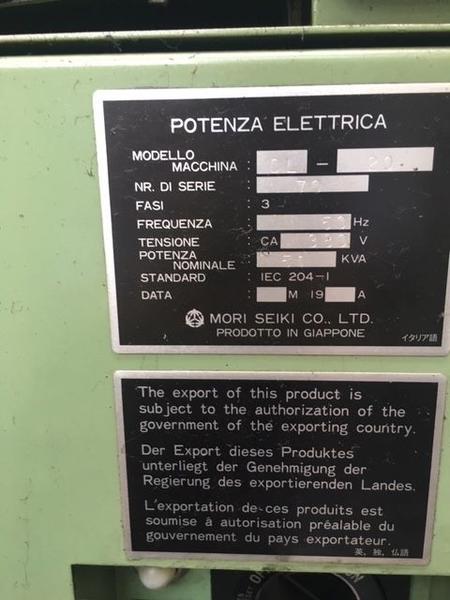 POTENZA ELETTRICA
MODELLO
MACCHINA : CL - 20
NR. DI SERIE : 70
FASI : 3
FREQUENZA : 50 Hz
TENSIONE : CA V
POTENZA
NOMINALE : KVA
STANDARD : IEC 204-1
DATA : M 19 A
MORI SEIKI CO., LTD.
PRODOTTO IN GIAPPONE
イタリア語
The export of this product is
subject to the authorization of the
government of the exporting country.
Der Export dieses Produktes
unterliegt der Genehmigung der
Regierung des exportierenden Landes.
L'exportation de ces produits est
soumise à autorisation préalable du
gouvernement du pays exportateur.
英, 独, 仏語